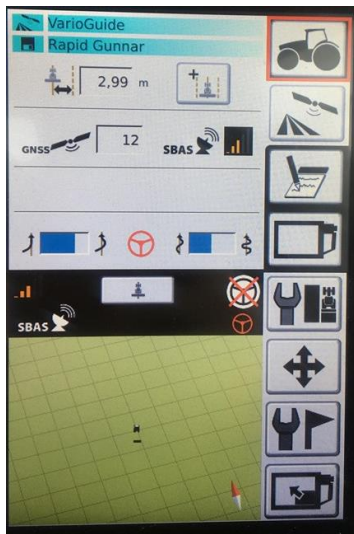 VarioGuide
Rapid Gunnar
2,99 m
GNSS 12 SBAS
SBAS